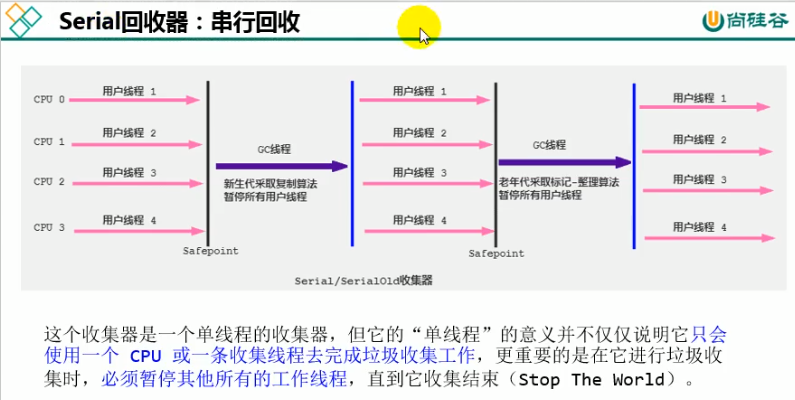 Serial回收器：串行回收
尚硅谷
用户线程 1
用户线程 1
用户线程 1
CPU 0
用户线程 2
用户线程 2
用户线程 2
CPU 1
GC线程
GC线程
用户线程 3
用户线程 3
用户线程 3
CPU 2
新生代采取复制算法
暂停所有用户线程
老年代采取标记-整理算法
暂停所有用户线程
用户线程 4
用户线程 4
用户线程 4
CPU 3
Safepoint
Safepoint
Serial/SerialOld收集器
这个收集器是一个单线程的收集器，但它的“单线程”的意义并不仅仅说明它只会
使用一个 CPU 或一条收集线程去完成垃圾收集工作，更重要的是在它进行垃圾收
集时，必须暂停其他所有的工作线程，直到它收集结束（Stop The World）。